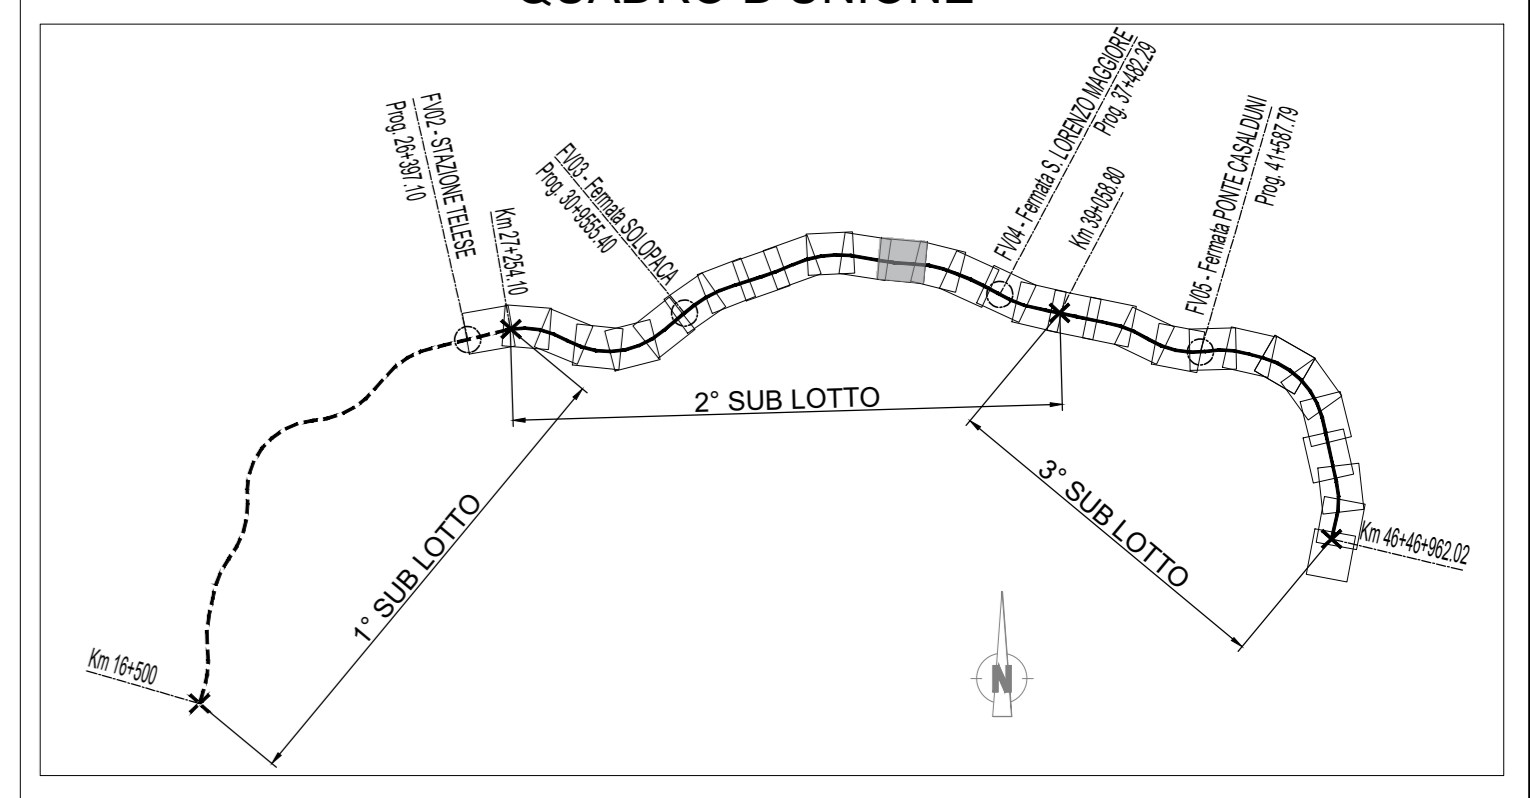 QUADRO D'UNIONE
FV02 - STAZIONE TELESE
Prog. 26+397.10
Km 27+254.10
FV03 - Fermata SOLOPACA
Prog. 30+9555.40
FV04 - Fermata S. LORENZO MAGGIORE
Prog. 37+482.29
Km 39+058.80
FV05 - Fermata PONTE CASALDUNI
Prog. 41+587.79
2° SUB LOTTO
1° SUB LOTTO
3° SUB LOTTO
Km 46+46+962.02
Km 16+500
N